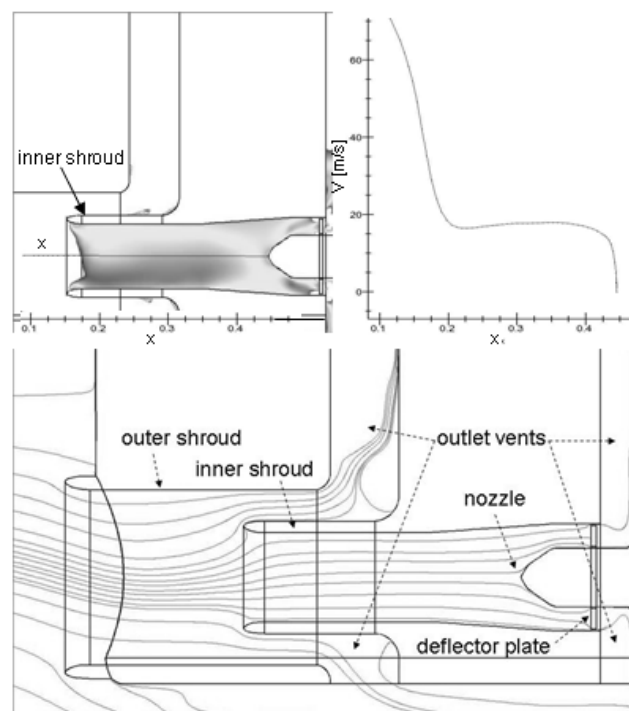 inner shroud
X
0.1 0.2 0.3 0.4
X
V [m/s]
60
40
20
0
0.1 0.2 0.3 0.4
X
outer shroud
inner shroud
outlet vents
nozzle
deflector plate